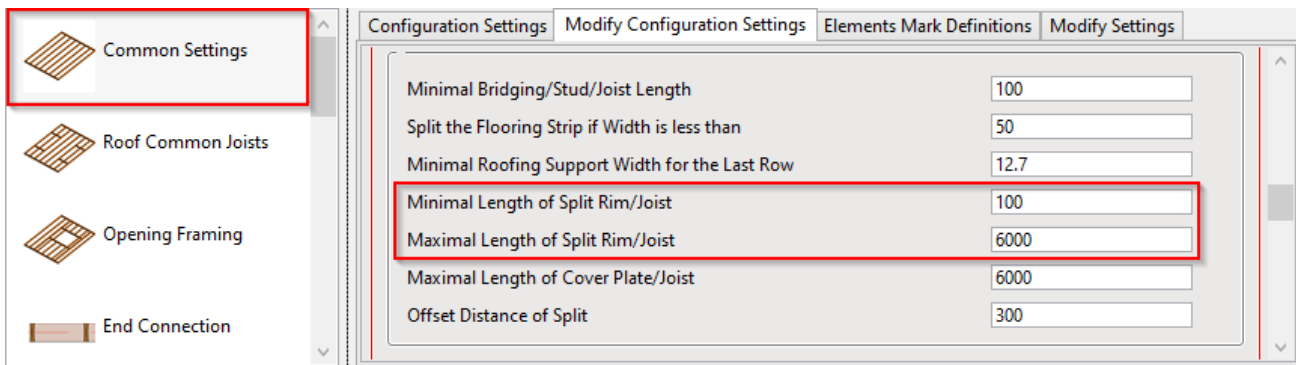 Common Settings
Roof Common Joists
Opening Framing
End Connection
Configuration Settings Modify Configuration Settings Elements Mark Definitions Modify Settings
Minimal Bridging/Stud/Joist Length 100
Split the Flooring Strip if Width is less than 50
Minimal Roofing Support Width for the Last Row 12.7
Minimal Length of Split Rim/Joist 100
Maximal Length of Split Rim/Joist 6000
Maximal Length of Cover Plate/Joist 6000
Offset Distance of Split 300